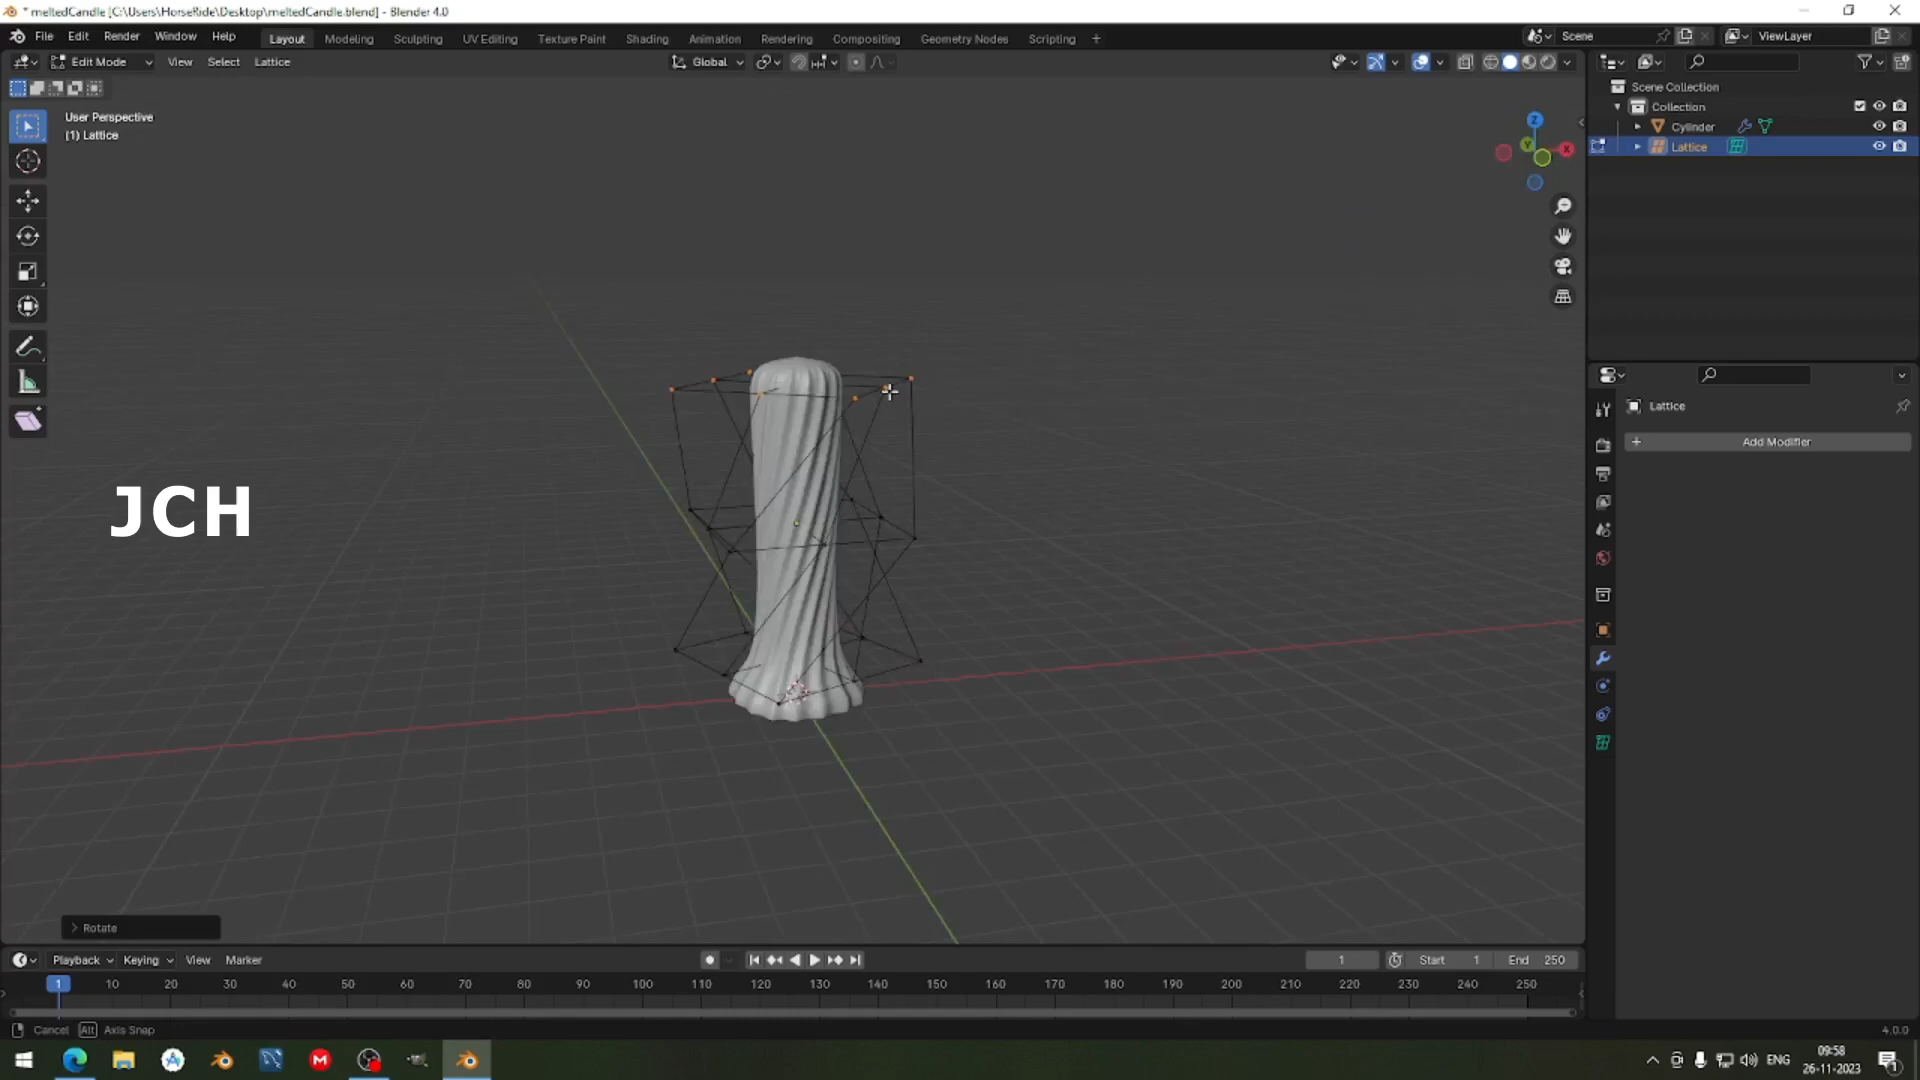 * meltedCandle [C:\Users\HorseRide\Desktop\meltedCandle.blend] - Blender 4.0
File Edit Render Window Help Layout Modeling Sculpting UV Editing Texture Paint Shading Animation Rendering Compositing Geometry Nodes Scripting + Scene ViewLayer
Edit Mode View Select Lattice Global
User Perspective
(1) Lattice
Z
Y
X
Scene Collection
Collection
Cylinder
Lattice
Lattice
+ Add Modifier
JCH
> Rotate
Playback Keying View Marker 1 Start 1 End 250
1 10 20 30 40 50 60 70 80 90 100 110 120 130 140 150 160 170 180 190 200 210 220 230 240 250
Cancel Alt Axis Snap 4.0.0
ENG 09:58
26-11-2023
1